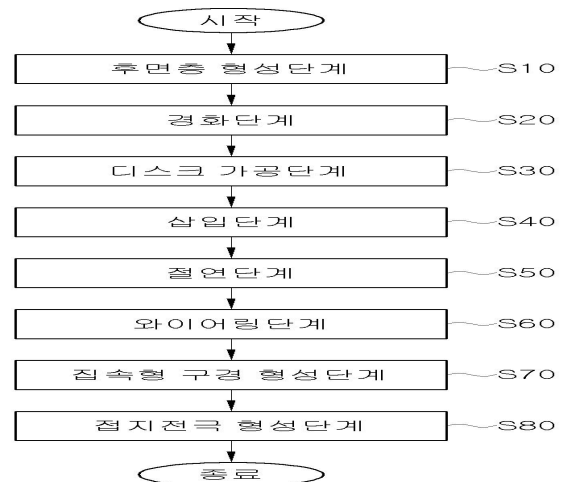 시작
후면층 형성단계 S10
경화단계 S20
디스크 가공단계 S30
삽입단계 S40
절연단계 S50
와이어링단계 S60
집속형 구경 형성단계 S70
접지전극 형성단계 S80
종료